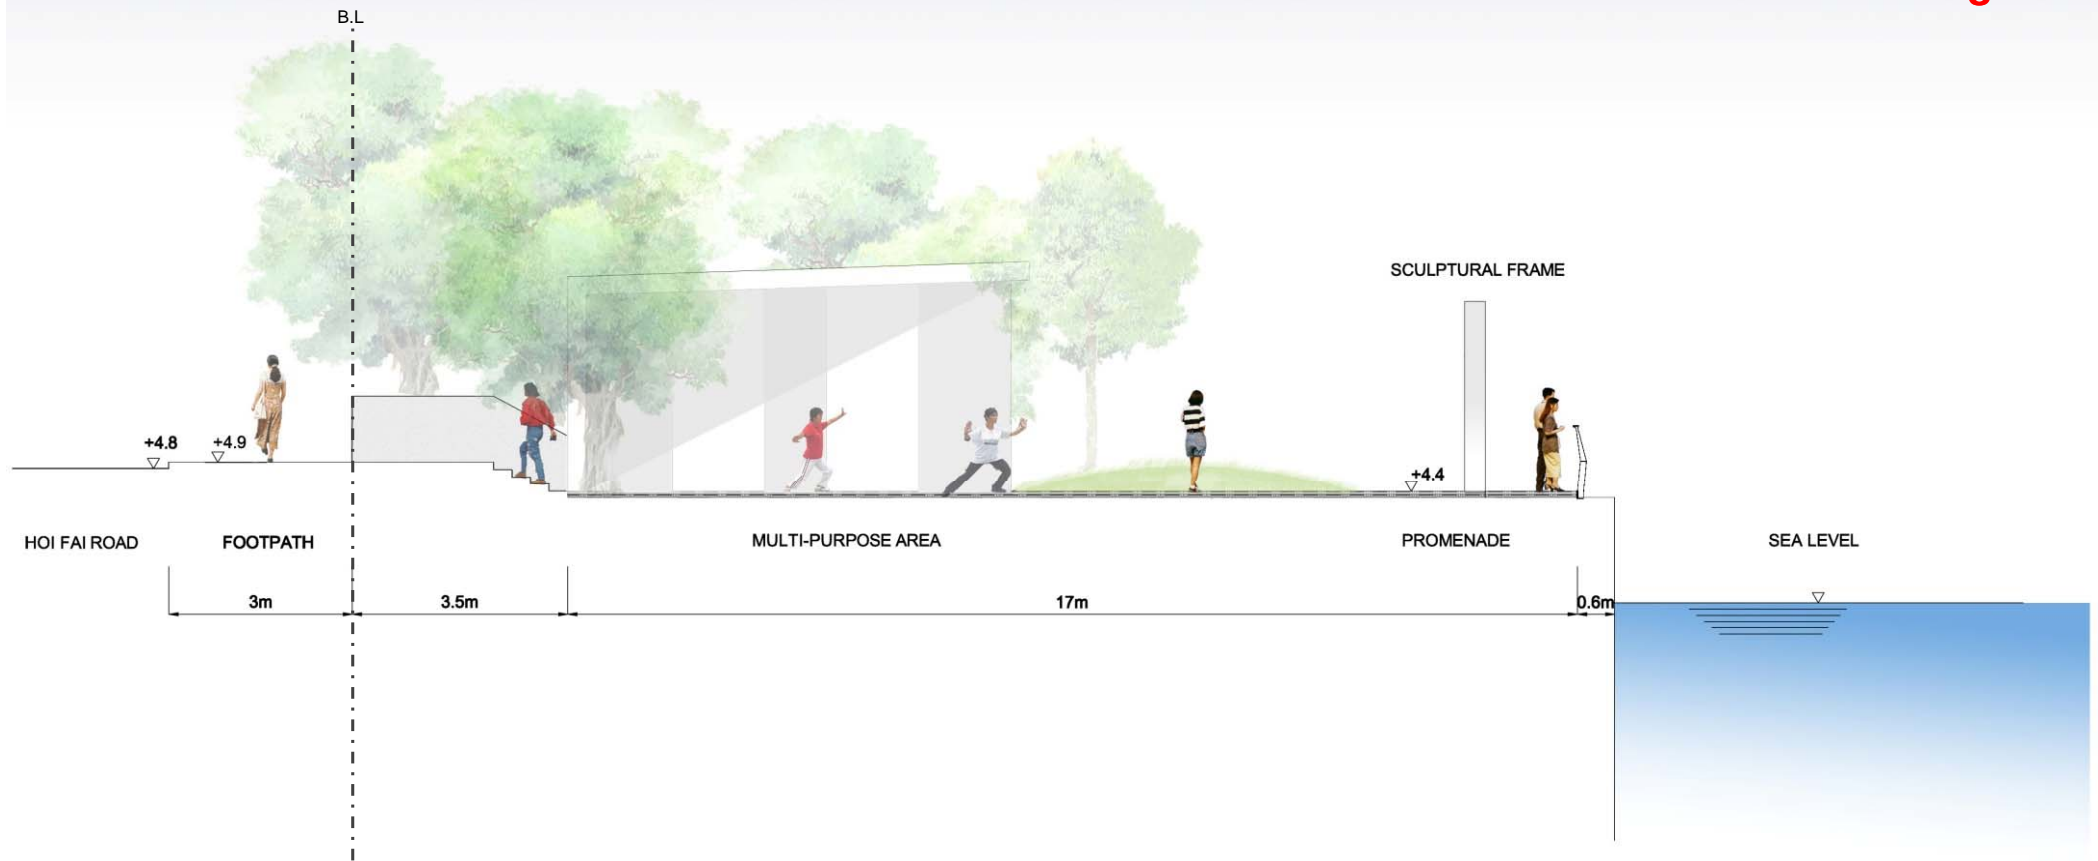 B.L
SCULPTURAL FRAME
+4.8
+4.9
+4.4
HOI FAI ROAD
FOOTPATH
MULTI-PURPOSE AREA
PROMENADE
SEA LEVEL
3m
3.5m
17m
0.6m